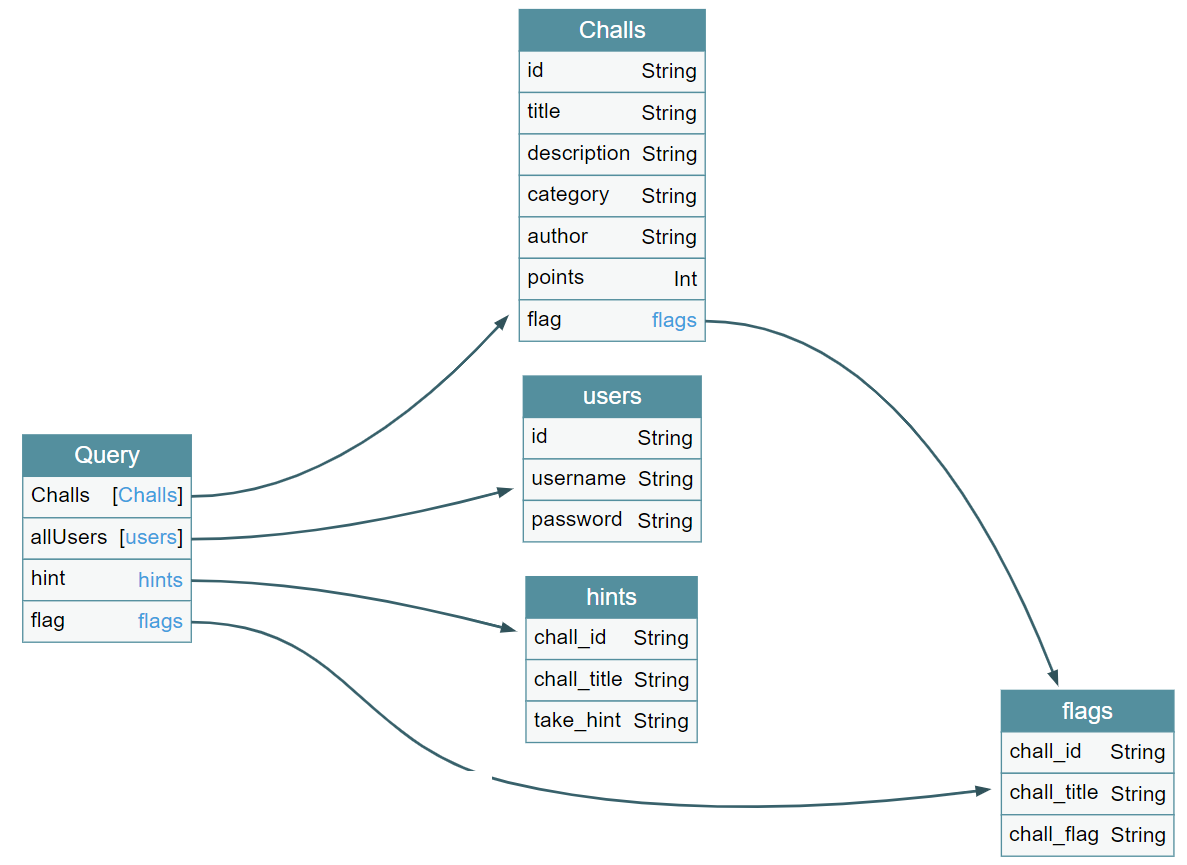 Challs
id String
title String
description String
category String
author String
points Int
flag flags
users
id String
username String
password String
Query
Challs [Challs]
allUsers [users]
hint hints
flag flags
hints
chall_id String
chall_title String
take_hint String
flags
chall_id String
chall_title String
chall_flag String